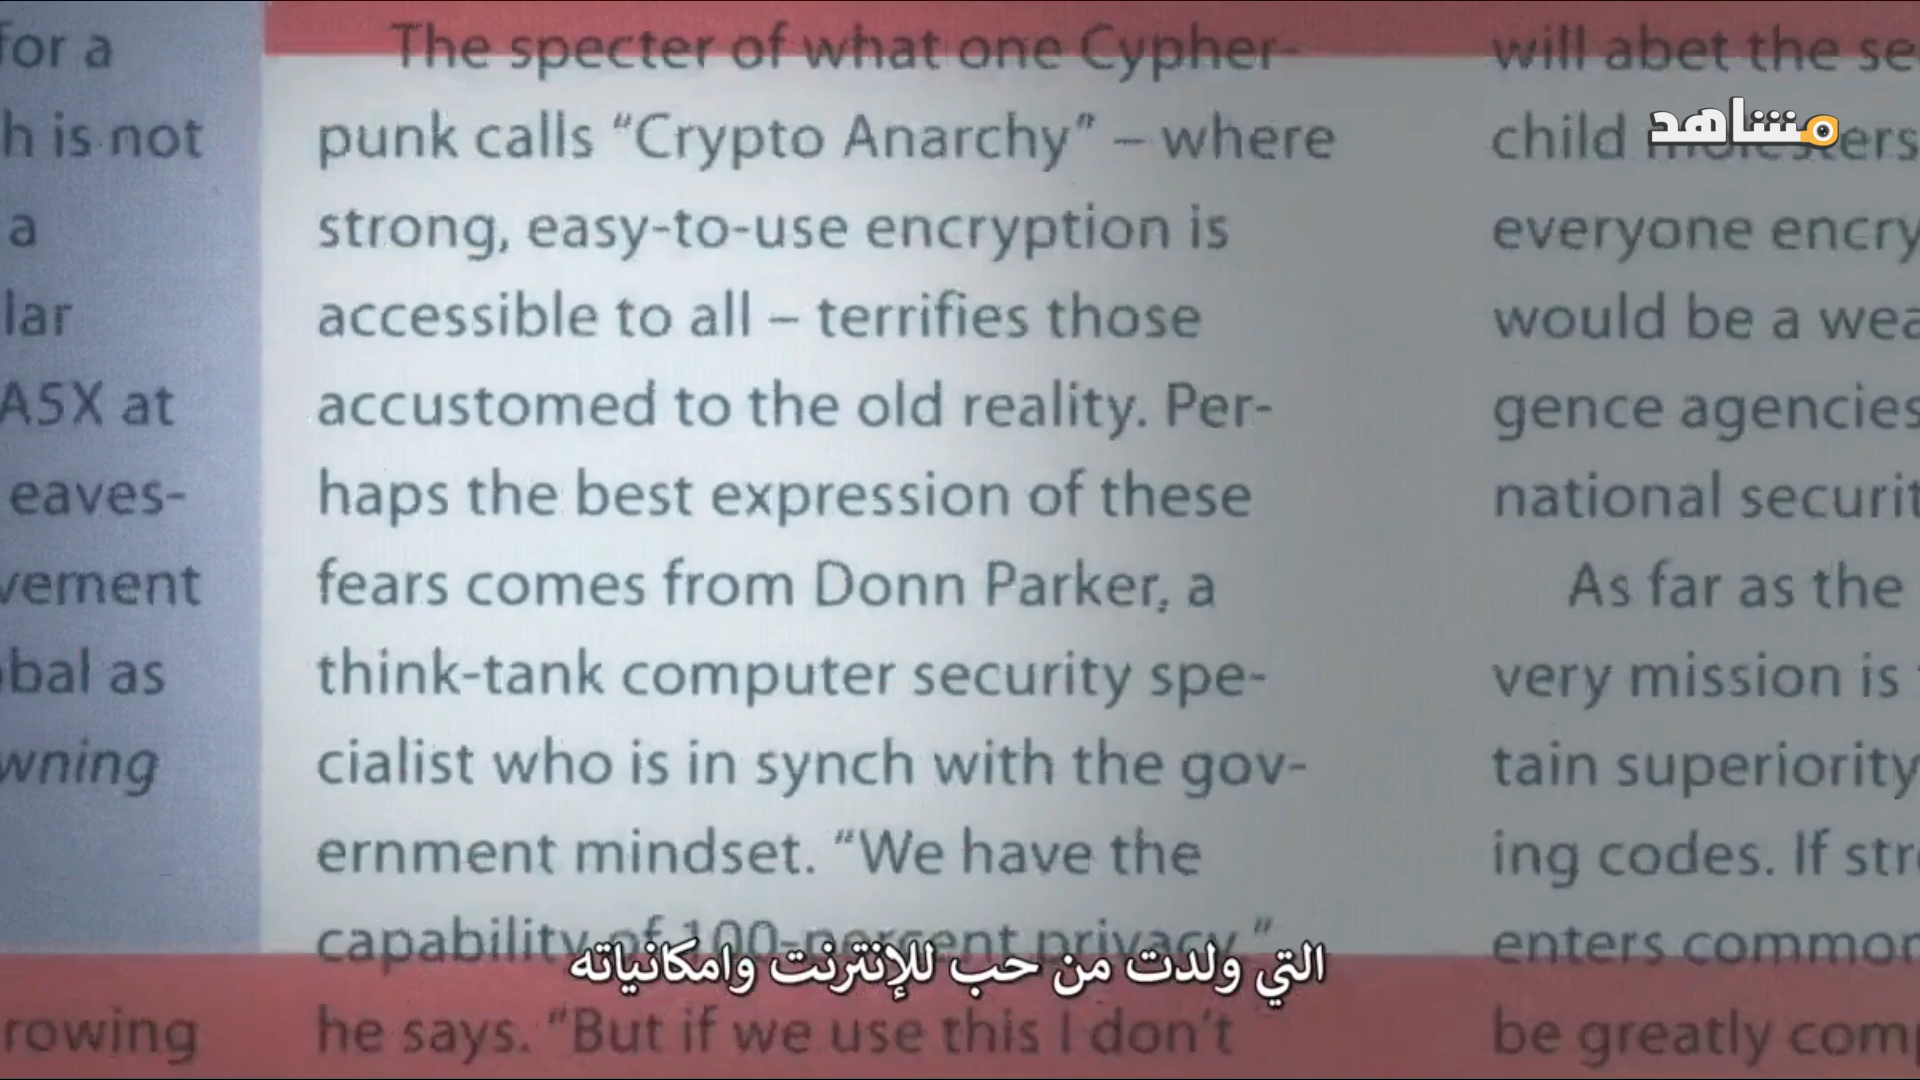 for a
h is not
a
lar
A5X at
eaves-
vement
bal as
wning
rowing
The specter of what one Cypher-
punk calls “Crypto Anarchy” – where
strong, easy-to-use encryption is
accessible to all – terrifies those
accustomed to the old reality. Per-
haps the best expression of these
fears comes from Donn Parker, a
think-tank computer security spe-
cialist who is in synch with the gov-
ernment mindset. “We have the
capability of 100-percent privacy,”
he says. “But if we use this I don’t
will abet the se
child molesters
everyone encry
would be a wea
gence agencies
national securit
As far as the
very mission is
tain superiority
ing codes. If str
enters common
be greatly comp
مشاهد
التي ولدت من حب للإنترنت وامكانياته